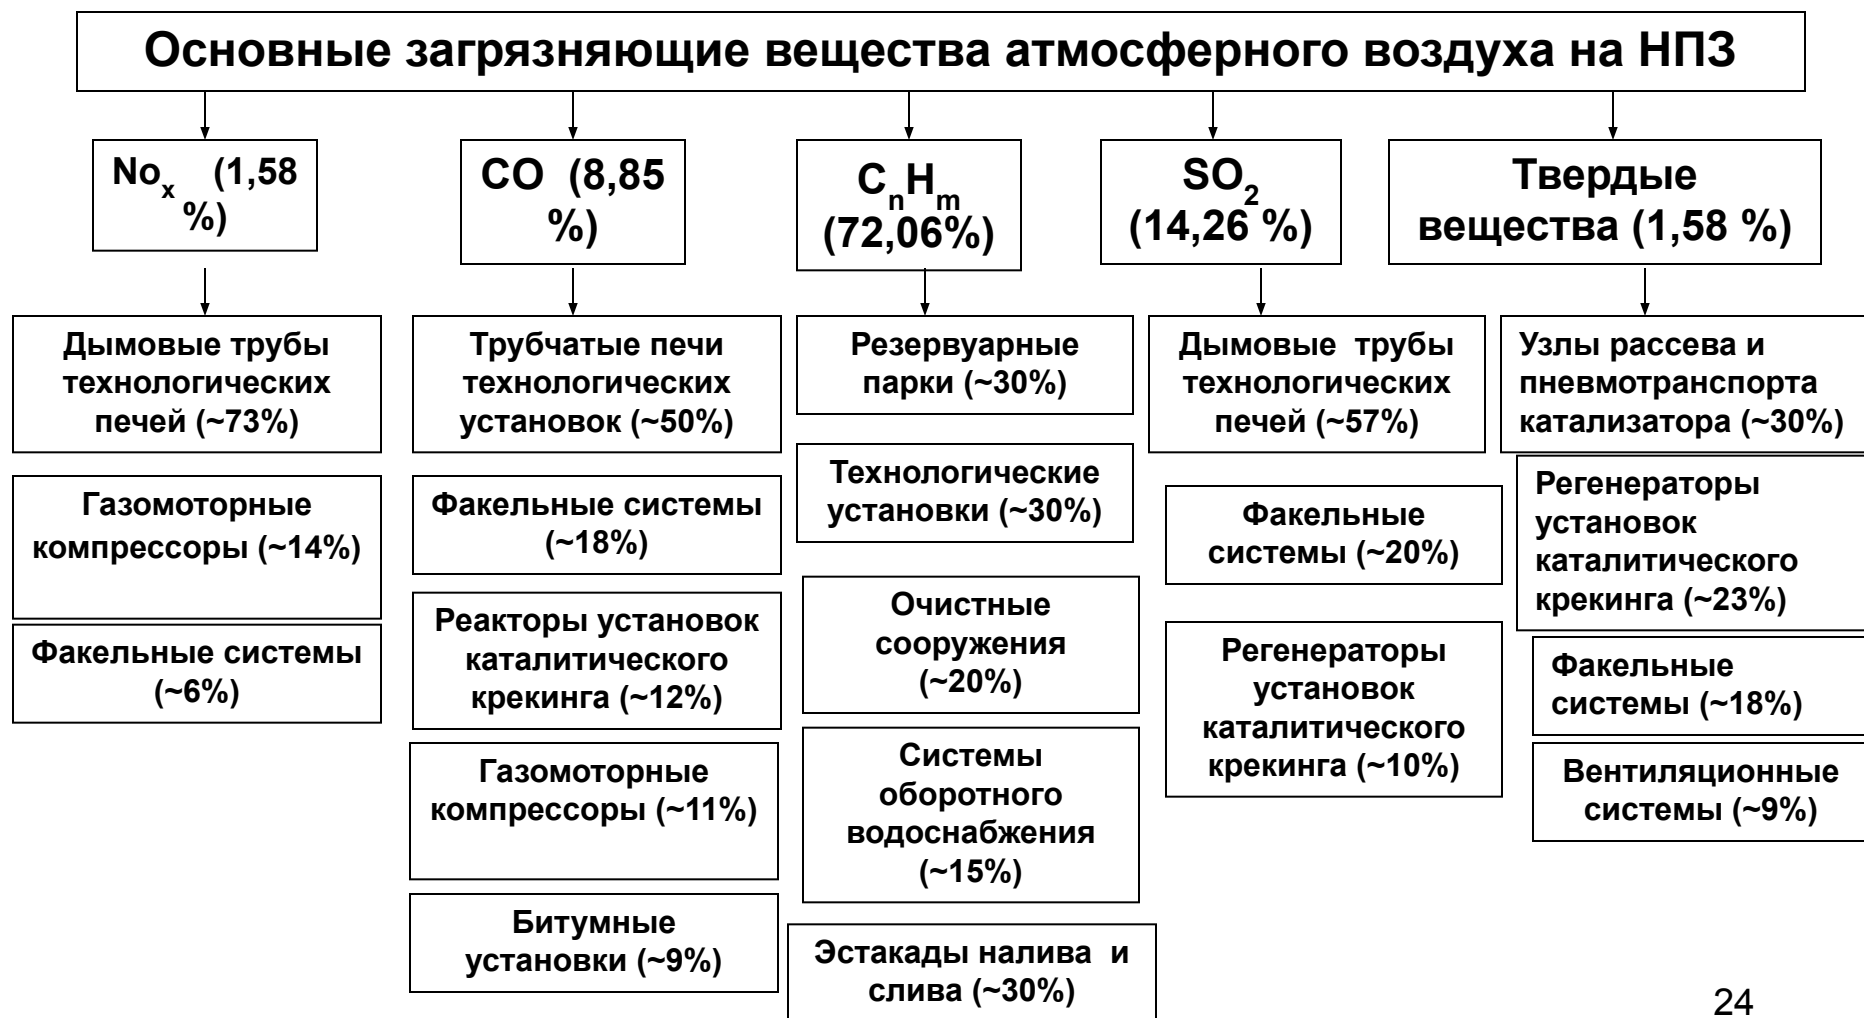 Основные загрязняющие вещества атмосферного воздуха на НПЗ
Noₓ (1,58
%)
CO (8,85
%)
CₙHₘ
(72,06%)
SO₂
(14,26 %)
Твердые
вещества (1,58 %)
Дымовые трубы
технологических
печей (~73%)
Газомоторные
компрессоры (~14%)
Факельные системы
(~6%)
Трубчатые печи
технологических
установок (~50%)
Факельные системы
(~18%)
Реакторы установок
каталитического
крекинга (~12%)
Газомоторные
компрессоры (~11%)
Битумные
установки (~9%)
Резервуарные
парки (~30%)
Технологические
установки (~30%)
Очистные
сооружения
(~20%)
Системы
оборотного
водоснабжения
(~15%)
Эстакады налива и
слива (~30%)
Дымовые трубы
технологических
печей (~57%)
Факельные
системы (~20%)
Регенераторы
установок
каталитического
крекинга (~10%)
Узлы рассева и
пневмотранспорта
катализатора (~30%)
Регенераторы
установок
каталитического
крекинга (~23%)
Факельные
системы (~18%)
Вентиляционные
системы (~9%)
24